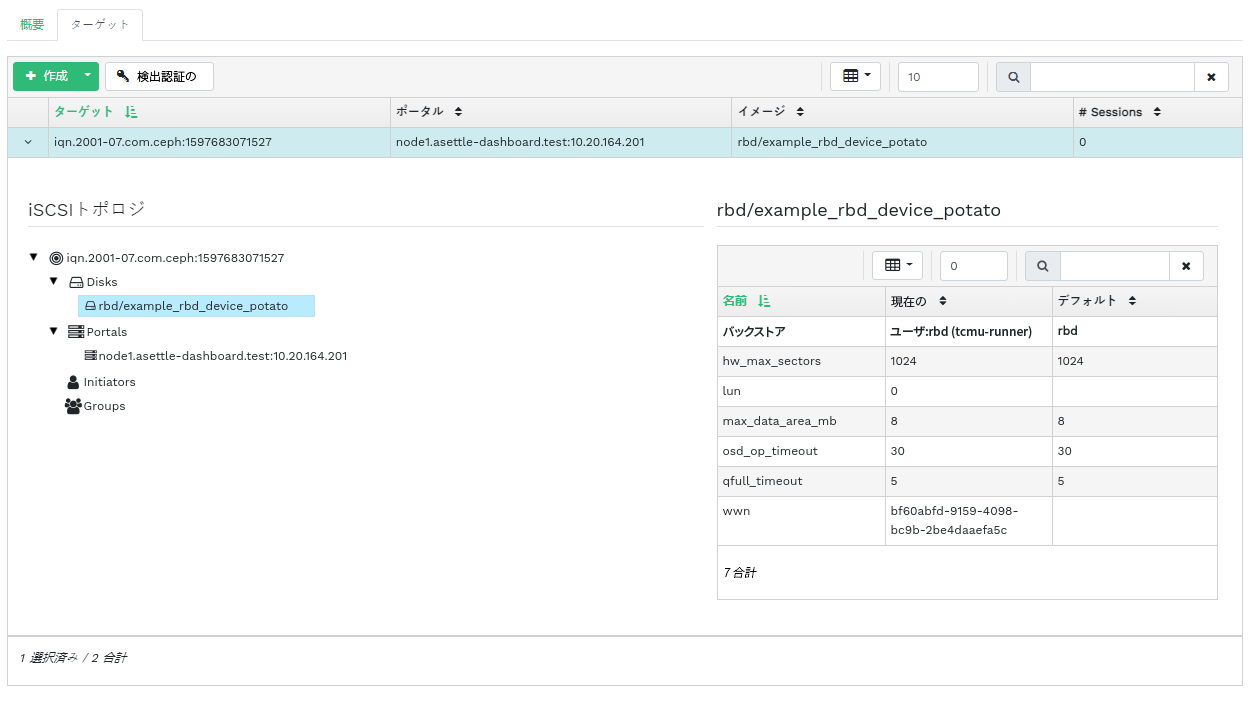 概要 ターゲット
作成 検出認証の 10
ターゲット ポータル イメージ # Sessions
iqn.2001-07.com.ceph:1597683071527 node1.asettle-dashboard.test:10.20.164.201 rbd/example_rbd_device_potato 0
iSCSIトポロジ
iqn.2001-07.com.ceph:1597683071527
Disks
rbd/example_rbd_device_potato
Portals
node1.asettle-dashboard.test:10.20.164.201
Initiators
Groups
rbd/example_rbd_device_potato
0
名前 現在の デフォルト
バックストア ユーザ:rbd (tcmu-runner) rbd
hw_max_sectors 1024 1024
lun 0
max_data_area_mb 8 8
osd_op_timeout 30 30
qfull_timeout 5 5
wwn bf60abfd-9159-4098-
bc9b-2be4daaefa5c
7 合計
1 選択済み / 2 合計